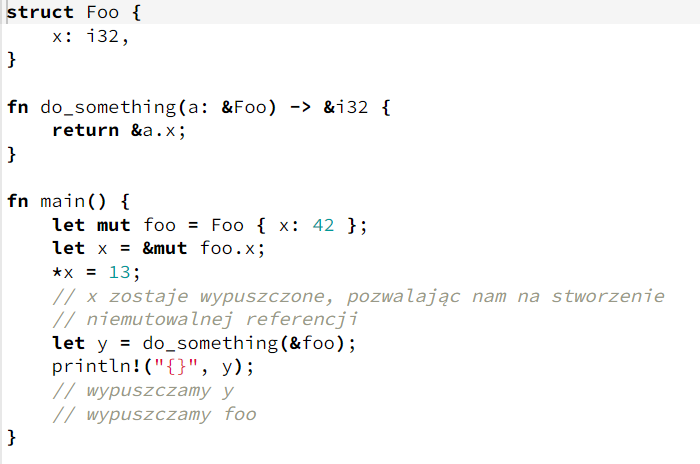 struct Foo {
    x: i32,
}
fn do_something(a: &Foo) -> &i32 {
    return &a.x;
}
fn main() {
    let mut foo = Foo { x: 42 };
    let x = &mut foo.x;
    *x = 13;
    // x zostaje wypuszczone, pozwalając nam na stworzenie
    // niemutowalnej referencji
    let y = do_something(&foo);
    println!("{}", y);
    // wypuszczamy y
    // wypuszczamy foo
}